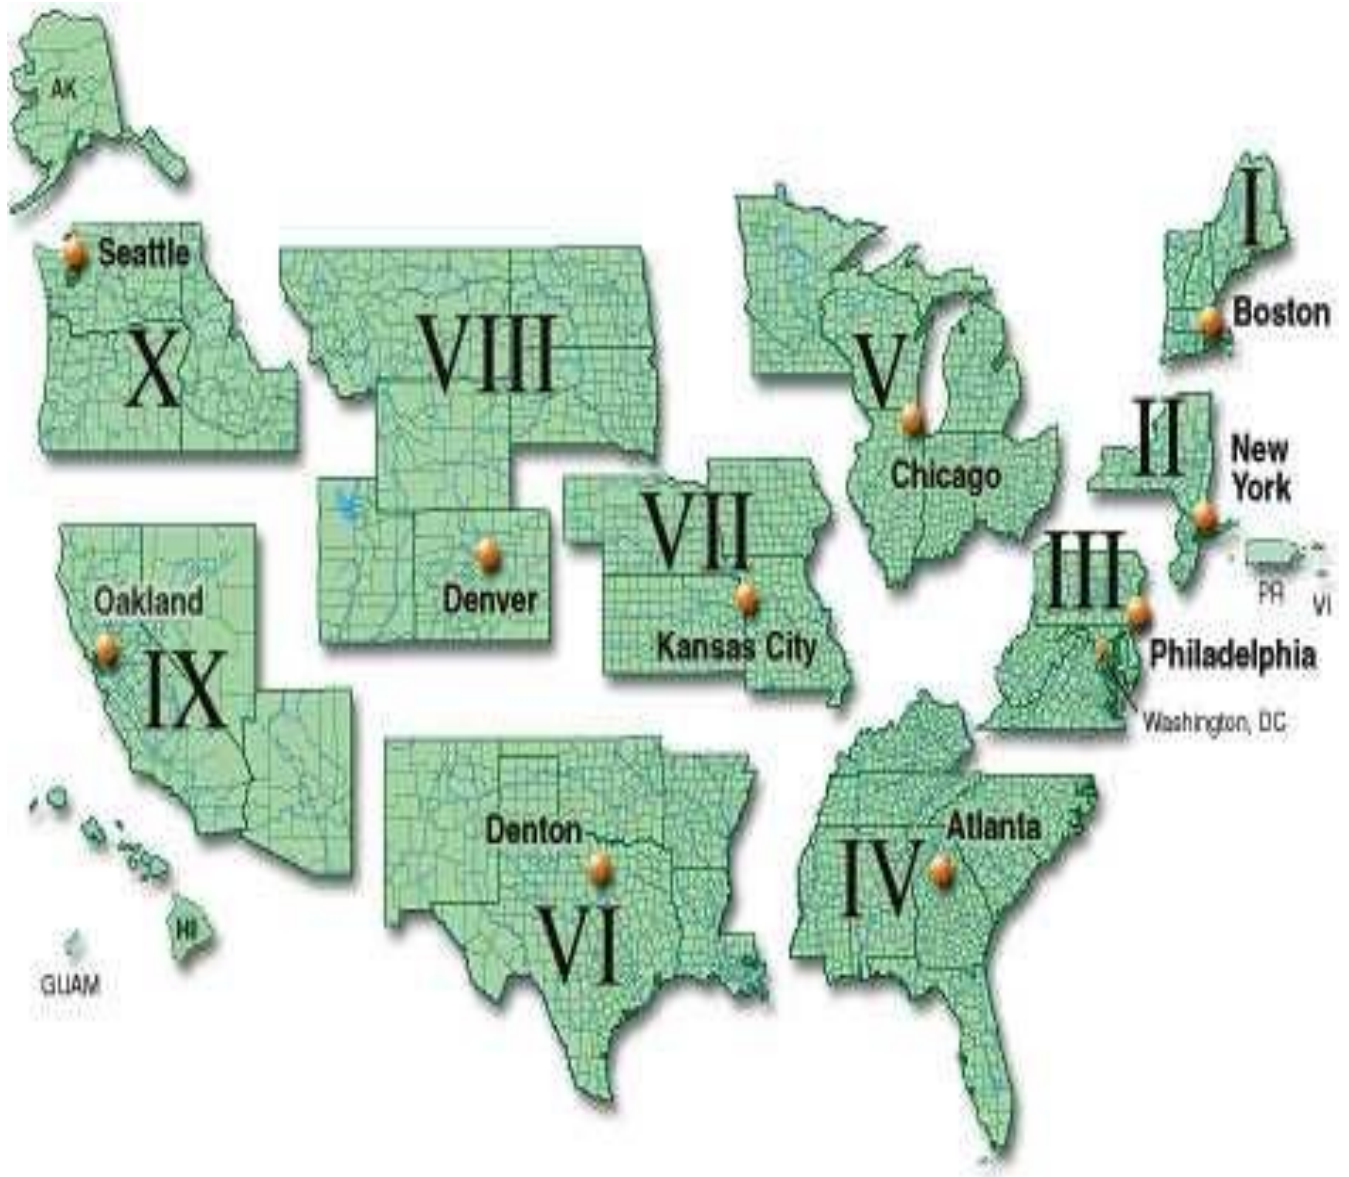 AK
I
Seattle
Boston
X
VIII
V
II
New
York
Chicago
VII
III
PR
VI
Denver
Oakland
Kansas City
Philadelphia
IX
Washington, DC
Denton
Atlanta
IV
VI
HI
GUAM